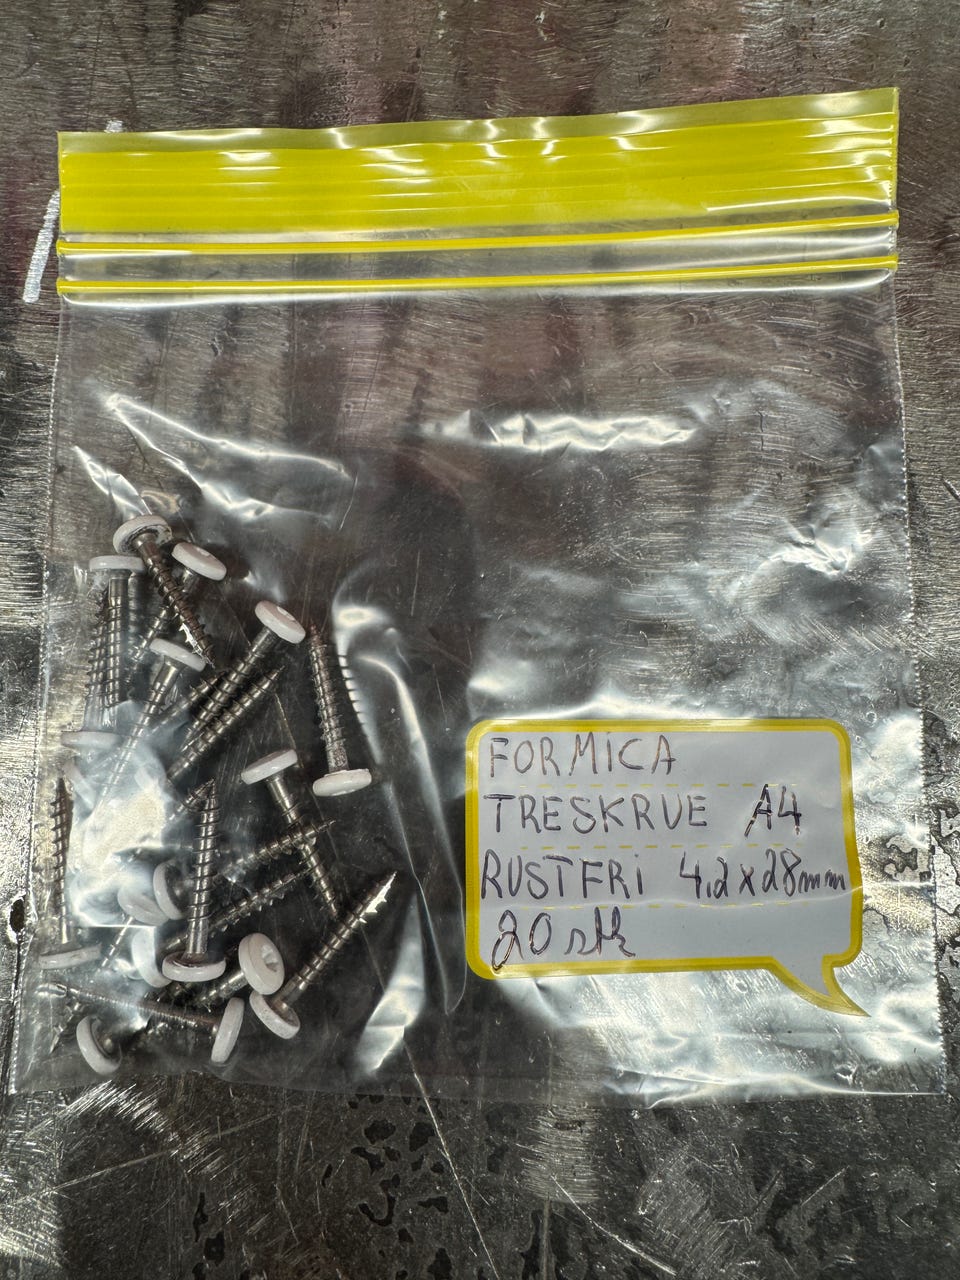 FORMICA
TRESKRUE A4
RUSTFRI 4,2x28mm
20 stk